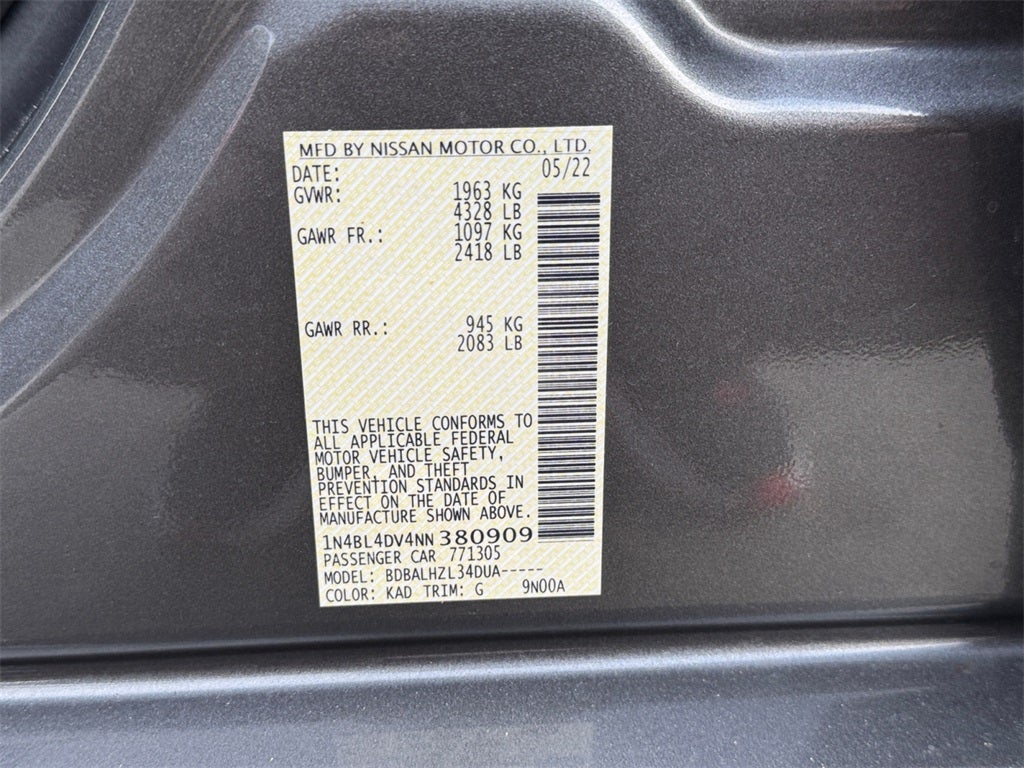 MFD BY NISSAN MOTOR CO., LTD.
DATE: 05/22
GVWR: 1963 KG
4328 LB
GAWR FR.: 1097 KG
2418 LB
GAWR RR.: 945 KG
2083 LB
THIS VEHICLE CONFORMS TO
ALL APPLICABLE FEDERAL
MOTOR VEHICLE SAFETY,
BUMPER, AND THEFT
PREVENTION STANDARDS IN
EFFECT ON THE DATE OF
MANUFACTURE SHOWN ABOVE.
1N4BL4DV4NN380909
PASSENGER CAR 771305
MODEL: BDBALHZL34DUA-----
COLOR: KAD TRIM: G 9N00A